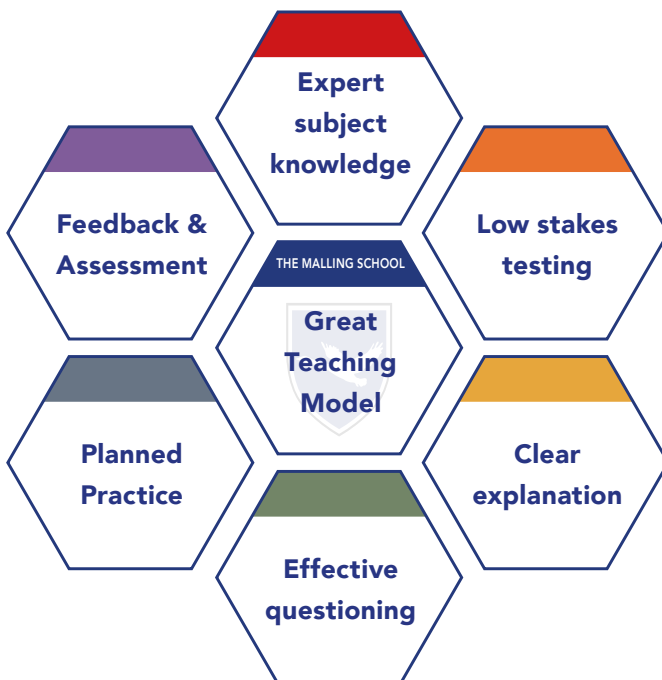 Expert
subject
knowledge
Feedback &
Assessment
Low stakes
testing
THE MALLING SCHOOL
Great
Teaching
Model
Planned
Practice
Clear
explanation
Effective
questioning